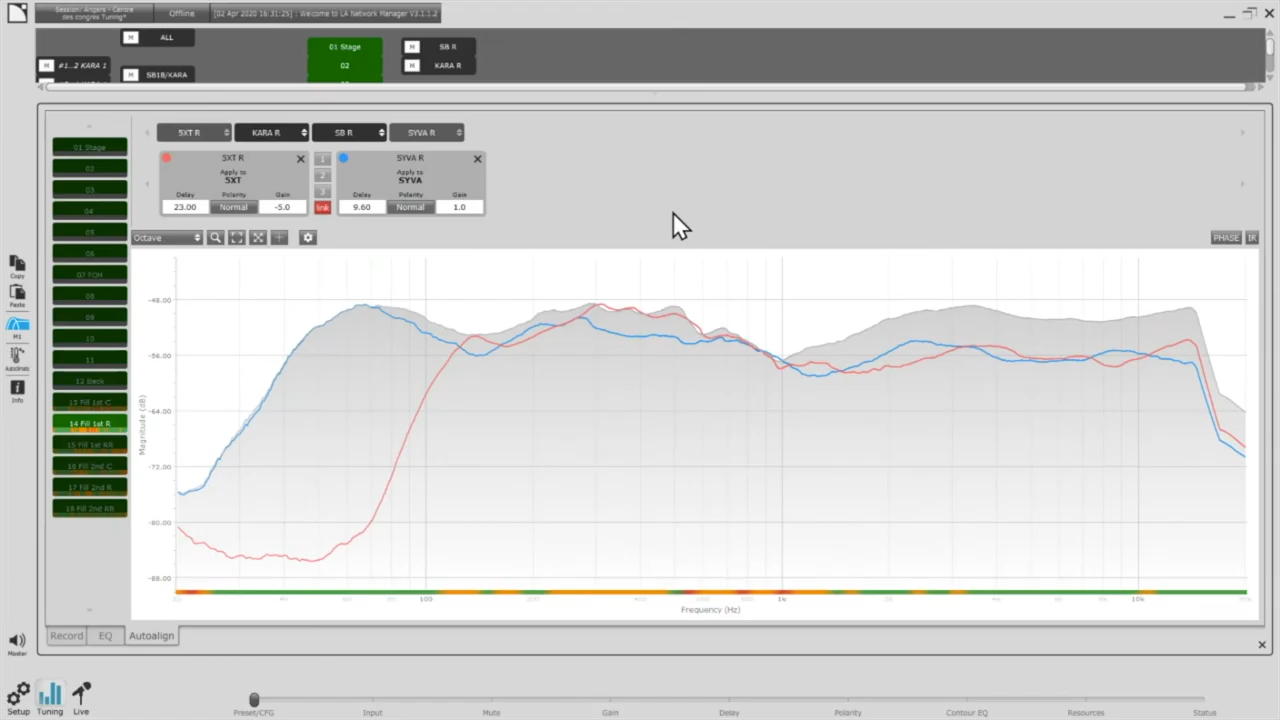 Session: Angers - Centre
des congrès Tuning*
Offline
[02 Apr 2020 16:31:25] : Welcome to LA Network Manager V3.1.1.2
M ALL
M #1...2 KARA 1
M SB18/KARA
01 Stage
02
M SB R
M KARA R
5XT R
KARA R
SB R
SYVA R
5XT R
Apply to
5XT
Delay Polarity Gain
23.00 Normal -5.0
1
2
3
link
SYVA R
Apply to
SYVA
Delay Polarity Gain
9.60 Normal 1.0
Octave
PHASE IR
01 Stage
02
03
04
05
06
07 FOH
08
09
10
11
12 Back
13 Fill 1st C
14 Fill 1st R
15 Fill 1st RR
16 Fill 2nd C
17 Fill 2nd R
18 Fill 2nd RR
Copy
Paste
M1
Autoclimate
Info
Master
Magnitude (dB)
-48.00
-56.00
-64.00
-72.00
-80.00
-88.00
100
1k
10k
Frequency (Hz)
Record EQ Autoalign
Setup Tuning Live
Preset/CFG Input Mute Gain Delay Polarity Contour EQ Resources Status